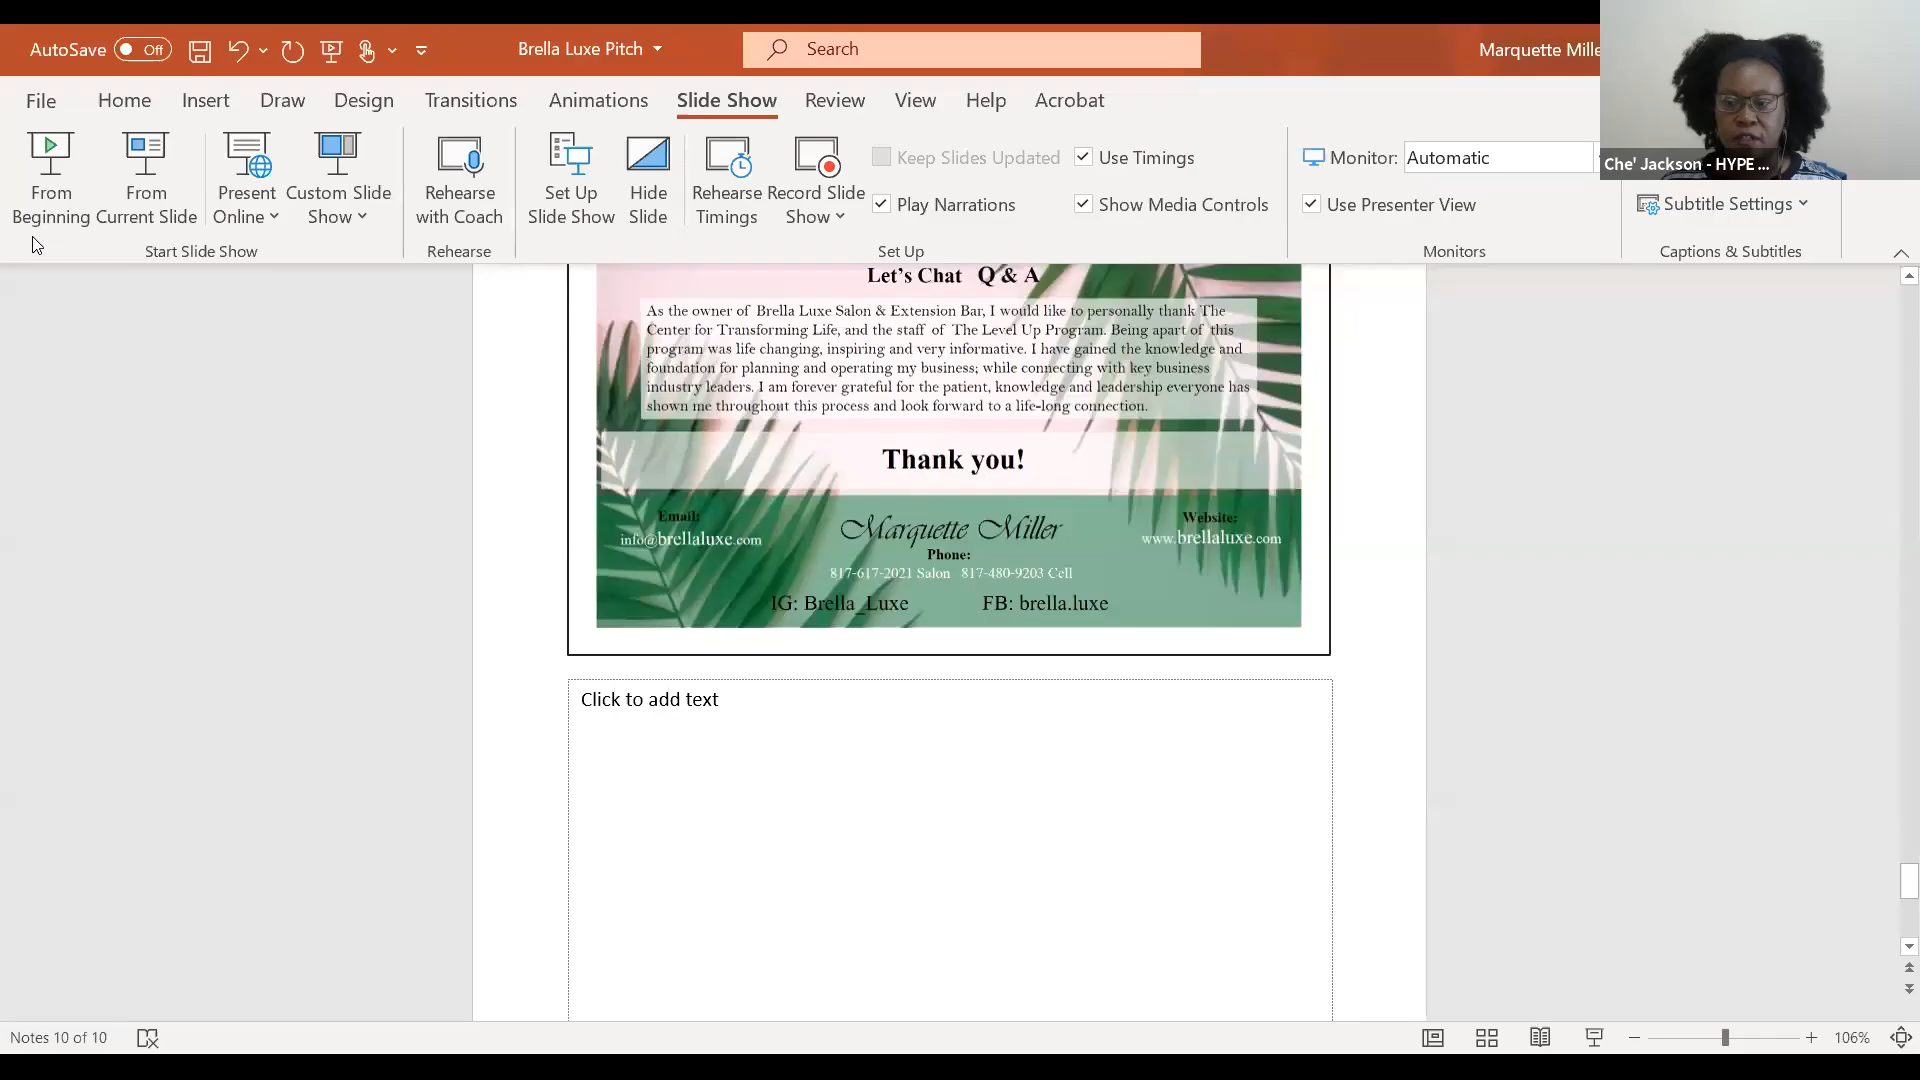 AutoSave Off Brella Luxe Pitch Search Marquette Mille
File Home Insert Draw Design Transitions Animations Slide Show Review View Help Acrobat
From Beginning
From Current Slide
Present Online
Custom Slide Show
Start Slide Show
Rehearse with Coach
Rehearse
Set Up Slide Show
Hide Slide
Rehearse Timings
Record Slide Show
Keep Slides Updated
Play Narrations
Use Timings
Show Media Controls
Set Up
Monitor: Automatic
Use Presenter View
Monitors
Che' Jackson - HYPE ...
Subtitle Settings
Captions & Subtitles
Let's Chat Q & A
As the owner of Brella Luxe Salon & Extension Bar, I would like to personally thank The
Center for Transforming Life, and the staff of The Level Up Program. Being apart of this
program was life changing, inspiring and very informative. I have gained the knowledge and
foundation for planning and operating my business; while connecting with key business
industry leaders. I am forever grateful for the patient, knowledge and leadership everyone has
shown me throughout this process and look forward to a life-long connection.
Thank you!
Email:
info@brellaluxe.com
Marquette Miller
Phone:
817-617-2021 Salon 817-480-9203 Cell
Website:
www.brellaluxe.com
IG: Brella_Luxe FB: brella.luxe
Click to add text
Notes 10 of 10
106%